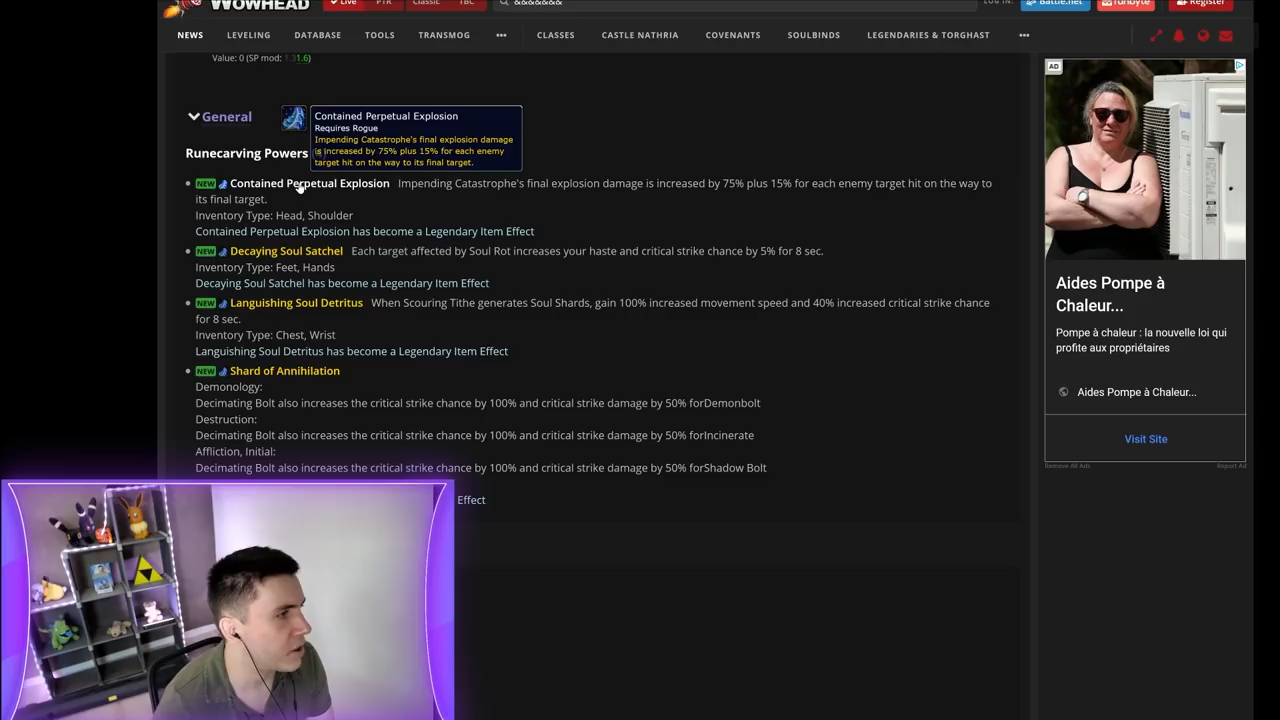 WOWHEAD
Live
PTR
Classic
TBC
&&&&&&&
LOG IN:
Battle.net
Register
NEWS
LEVELING
DATABASE
TOOLS
TRANSMOG
•••
CLASSES
CASTLE NATHRIA
COVENANTS
SOULBINDS
LEGENDARIES & TORGHAST
•••
Value: 0 (SP mod: 1.31.6)
General
Contained Perpetual Explosion
Requires Rogue
Impending Catastrophe's final explosion damage
is increased by 75% plus 15% for each enemy
target hit on the way to its final target.
Runecarving Powers
NEW Contained Perpetual Explosion Impending Catastrophe's final explosion damage is increased by 75% plus 15% for each enemy target hit on the way to
its final target.
Inventory Type: Head, Shoulder
Contained Perpetual Explosion has become a Legendary Item Effect
NEW Decaying Soul Satchel Each target affected by Soul Rot increases your haste and critical strike chance by 5% for 8 sec.
Inventory Type: Feet, Hands
Decaying Soul Satchel has become a Legendary Item Effect
NEW Languishing Soul Detritus When Scouring Tithe generates Soul Shards, gain 100% increased movement speed and 40% increased critical strike chance
for 8 sec.
Inventory Type: Chest, Wrist
Languishing Soul Detritus has become a Legendary Item Effect
NEW Shard of Annihilation
Demonology:
Decimating Bolt also increases the critical strike chance by 100% and critical strike damage by 50% forDemonbolt
Destruction:
Decimating Bolt also increases the critical strike chance by 100% and critical strike damage by 50% forIncinerate
Affliction, Initial:
Decimating Bolt also increases the critical strike chance by 100% and critical strike damage by 50% forShadow Bolt
Effect
AD
Aides Pompe à
Chaleur...
Pompe à chaleur : la nouvelle loi qui
profite aux propriétaires
Aides Pompe à Chaleur...
Visit Site
Remove All Ads
Report Ad